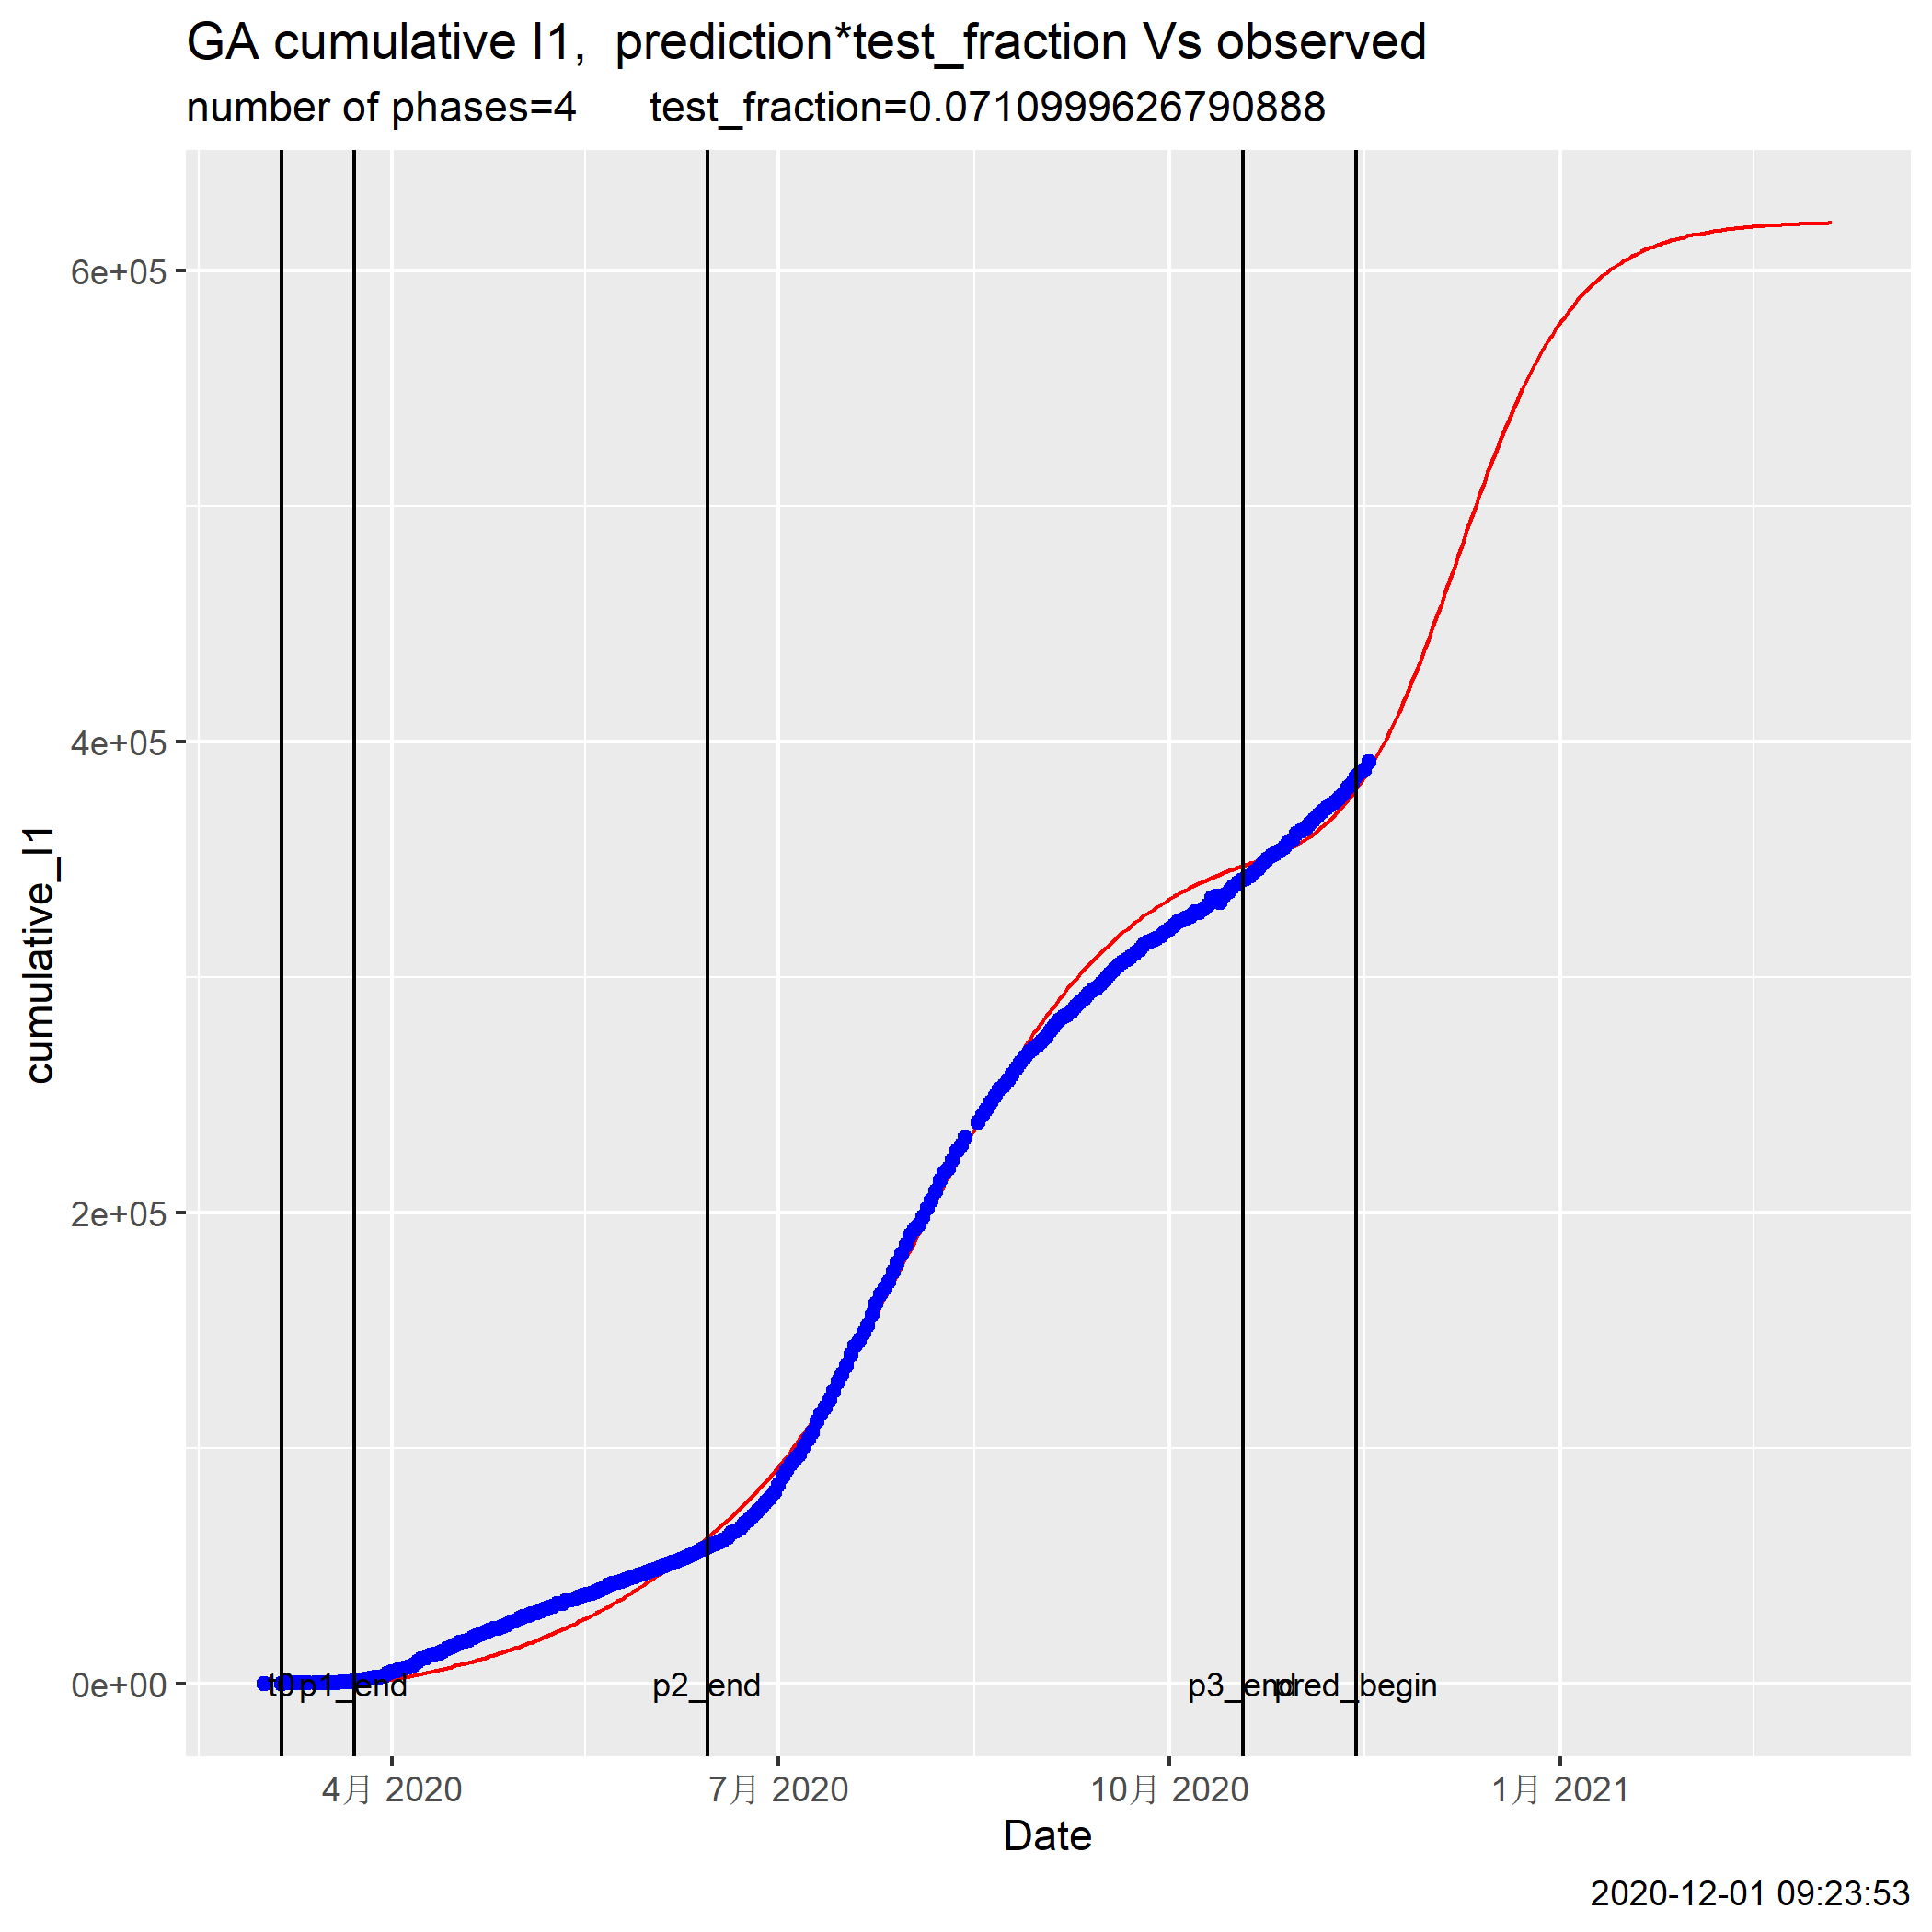 GA cumulative I1,  prediction*test_fraction Vs observed
number of phases=4      test_fraction=0.0710999626790888
6e+05
4e+05
2e+05
0e+00
cumulative_I1
t0 p1_end p2_end p3_end pred_begin
4月 2020 7月 2020 10月 2020 1月 2021
Date
2020-12-01 09:23:53